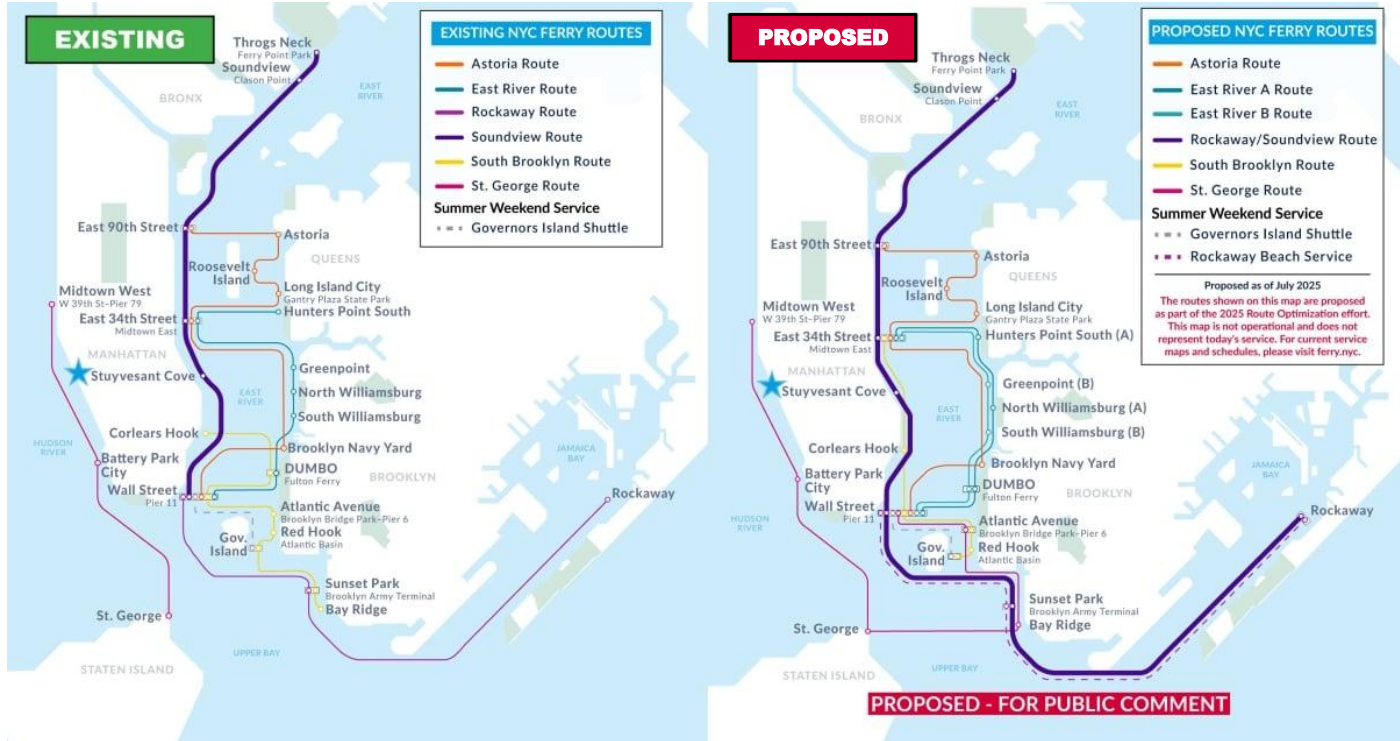 EXISTING
EXISTING NYC FERRY ROUTES
Astoria Route
East River Route
Rockaway Route
Soundview Route
South Brooklyn Route
St. George Route
Summer Weekend Service
Governors Island Shuttle
Throgs Neck
Ferry Point Park
Soundview
Clason Point
BRONX
EAST
RIVER
East 90th Street
Astoria
QUEENS
Roosevelt
Island
Long Island City
Gantry Plaza State Park
Hunters Point South
Midtown West
W 39th St-Pier 79
East 34th Street
Midtown East
MANHATTAN
Stuyvesant Cove
Greenpoint
EAST
RIVER
North Williamsburg
South Williamsburg
Corlears Hook
HUDSON
RIVER
Brooklyn Navy Yard
JAMAICA
BAY
Battery Park
City
DUMBO
Fulton Ferry
BROOKLYN
Wall Street
Pier 11
Rockaway
Atlantic Avenue
Brooklyn Bridge Park-Pier 6
Red Hook
Atlantic Basin
Gov.
Island
Sunset Park
Brooklyn Army Terminal
Bay Ridge
St. George
UPPER BAY
STATEN ISLAND
PROPOSED
PROPOSED NYC FERRY ROUTES
Astoria Route
East River A Route
East River B Route
Rockaway/Soundview Route
South Brooklyn Route
St. George Route
Summer Weekend Service
Governors Island Shuttle
Rockaway Beach Service
Proposed as of July 2025
The routes shown on this map are proposed
as part of the 2025 Route Optimization effort.
This map is not operational and does not
represent today's service. For current service
maps and schedules, please visit ferry.nyc.
Throgs Neck
Ferry Point Park
Soundview
Clason Point
BRONX
EAST
RIVER
East 90th Street
Astoria
QUEENS
Roosevelt
Island
Long Island City
Gantry Plaza State Park
Hunters Point South (A)
Midtown West
W 39th St-Pier 79
East 34th Street
Midtown East
MANHATTAN
Stuyvesant Cove
Greenpoint (B)
EAST
RIVER
North Williamsburg (A)
South Williamsburg (B)
Corlears Hook
Brooklyn Navy Yard
JAMAICA
BAY
Battery Park
City
DUMBO
Fulton Ferry
BROOKLYN
Wall Street
Pier 11
Rockaway
HUDSON
RIVER
Atlantic Avenue
Brooklyn Bridge Park-Pier 6
Red Hook
Atlantic Basin
Gov.
Island
Sunset Park
Brooklyn Army Terminal
Bay Ridge
St. George
UPPER BAY
STATEN ISLAND
PROPOSED - FOR PUBLIC COMMENT